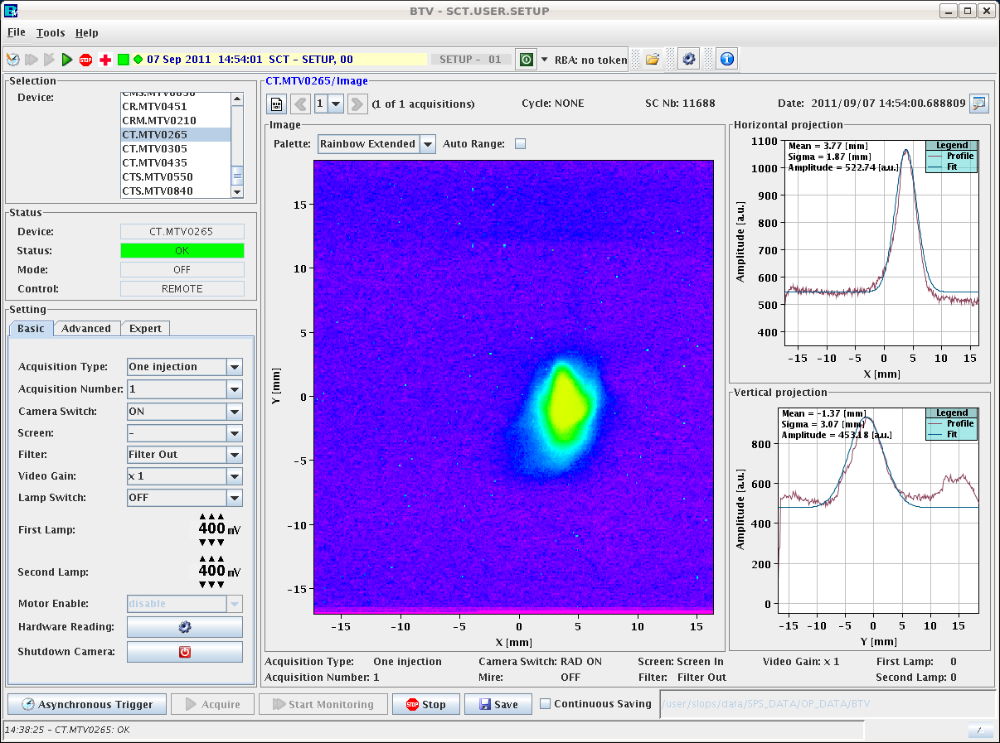 BTV - SCT.USER.SETUP
File Tools Help
07 Sep 2011 14:54:01 SCT - SETUP, 00
SETUP - 01
RBA: no token
Selection
Device:
CR.MTV0451
CRM.MTV0210
CT.MTV0265
CT.MTV0305
CT.MTV0435
CTS.MTV0550
CTS.MTV0840
Status
Device: CT.MTV0265
Status: OK
Mode: OFF
Control: REMOTE
Setting
Basic Advanced Expert
Acquisition Type: One injection
Acquisition Number: 1
Camera Switch: ON
Screen: -
Filter: Filter Out
Video Gain: x 1
Lamp Switch: OFF
First Lamp: 400 mV
Second Lamp: 400 mV
Motor Enable: disable
Hardware Reading:
Shutdown Camera:
CT.MTV0265/Image
1 (1 of 1 acquisitions) Cycle: NONE SC Nb: 11688 Date: 2011/09/07 14:54:00.688809
Image
Palette: Rainbow Extended Auto Range:
15
10
5
0
-5
-10
-15
Y [mm]
-15 -10 -5 0 5 10 15
X [mm]
Horizontal projection
Mean = 3.77 [mm]
Sigma = 1.87 [mm]
Amplitude = 522.74 [a.u.]
Legend
Profile
Fit
1100
1000
900
800
700
600
500
400
Amplitude [a.u.]
-15 -10 -5 0 5 10 15
X [mm]
Vertical projection
Mean = -1.37 [mm]
Sigma = 3.07 [mm]
Amplitude = 453.18 [a.u.]
Legend
Profile
Fit
800
600
400
200
0
Amplitude [a.u.]
-15 -10 -5 0 5 10 15
Y [mm]
Acquisition Type: One injection Camera Switch: RAD ON Screen: Screen In Video Gain: x 1 First Lamp: 0
Acquisition Number: 1 Mire: OFF Filter: Filter Out Second Lamp: 0
Asynchronous Trigger Acquire Start Monitoring STOP Stop Save Continuous Saving /user/slops/data/SPS_DATA/OP_DATA/BTV
14:38:25 - CT.MTV0265: OK